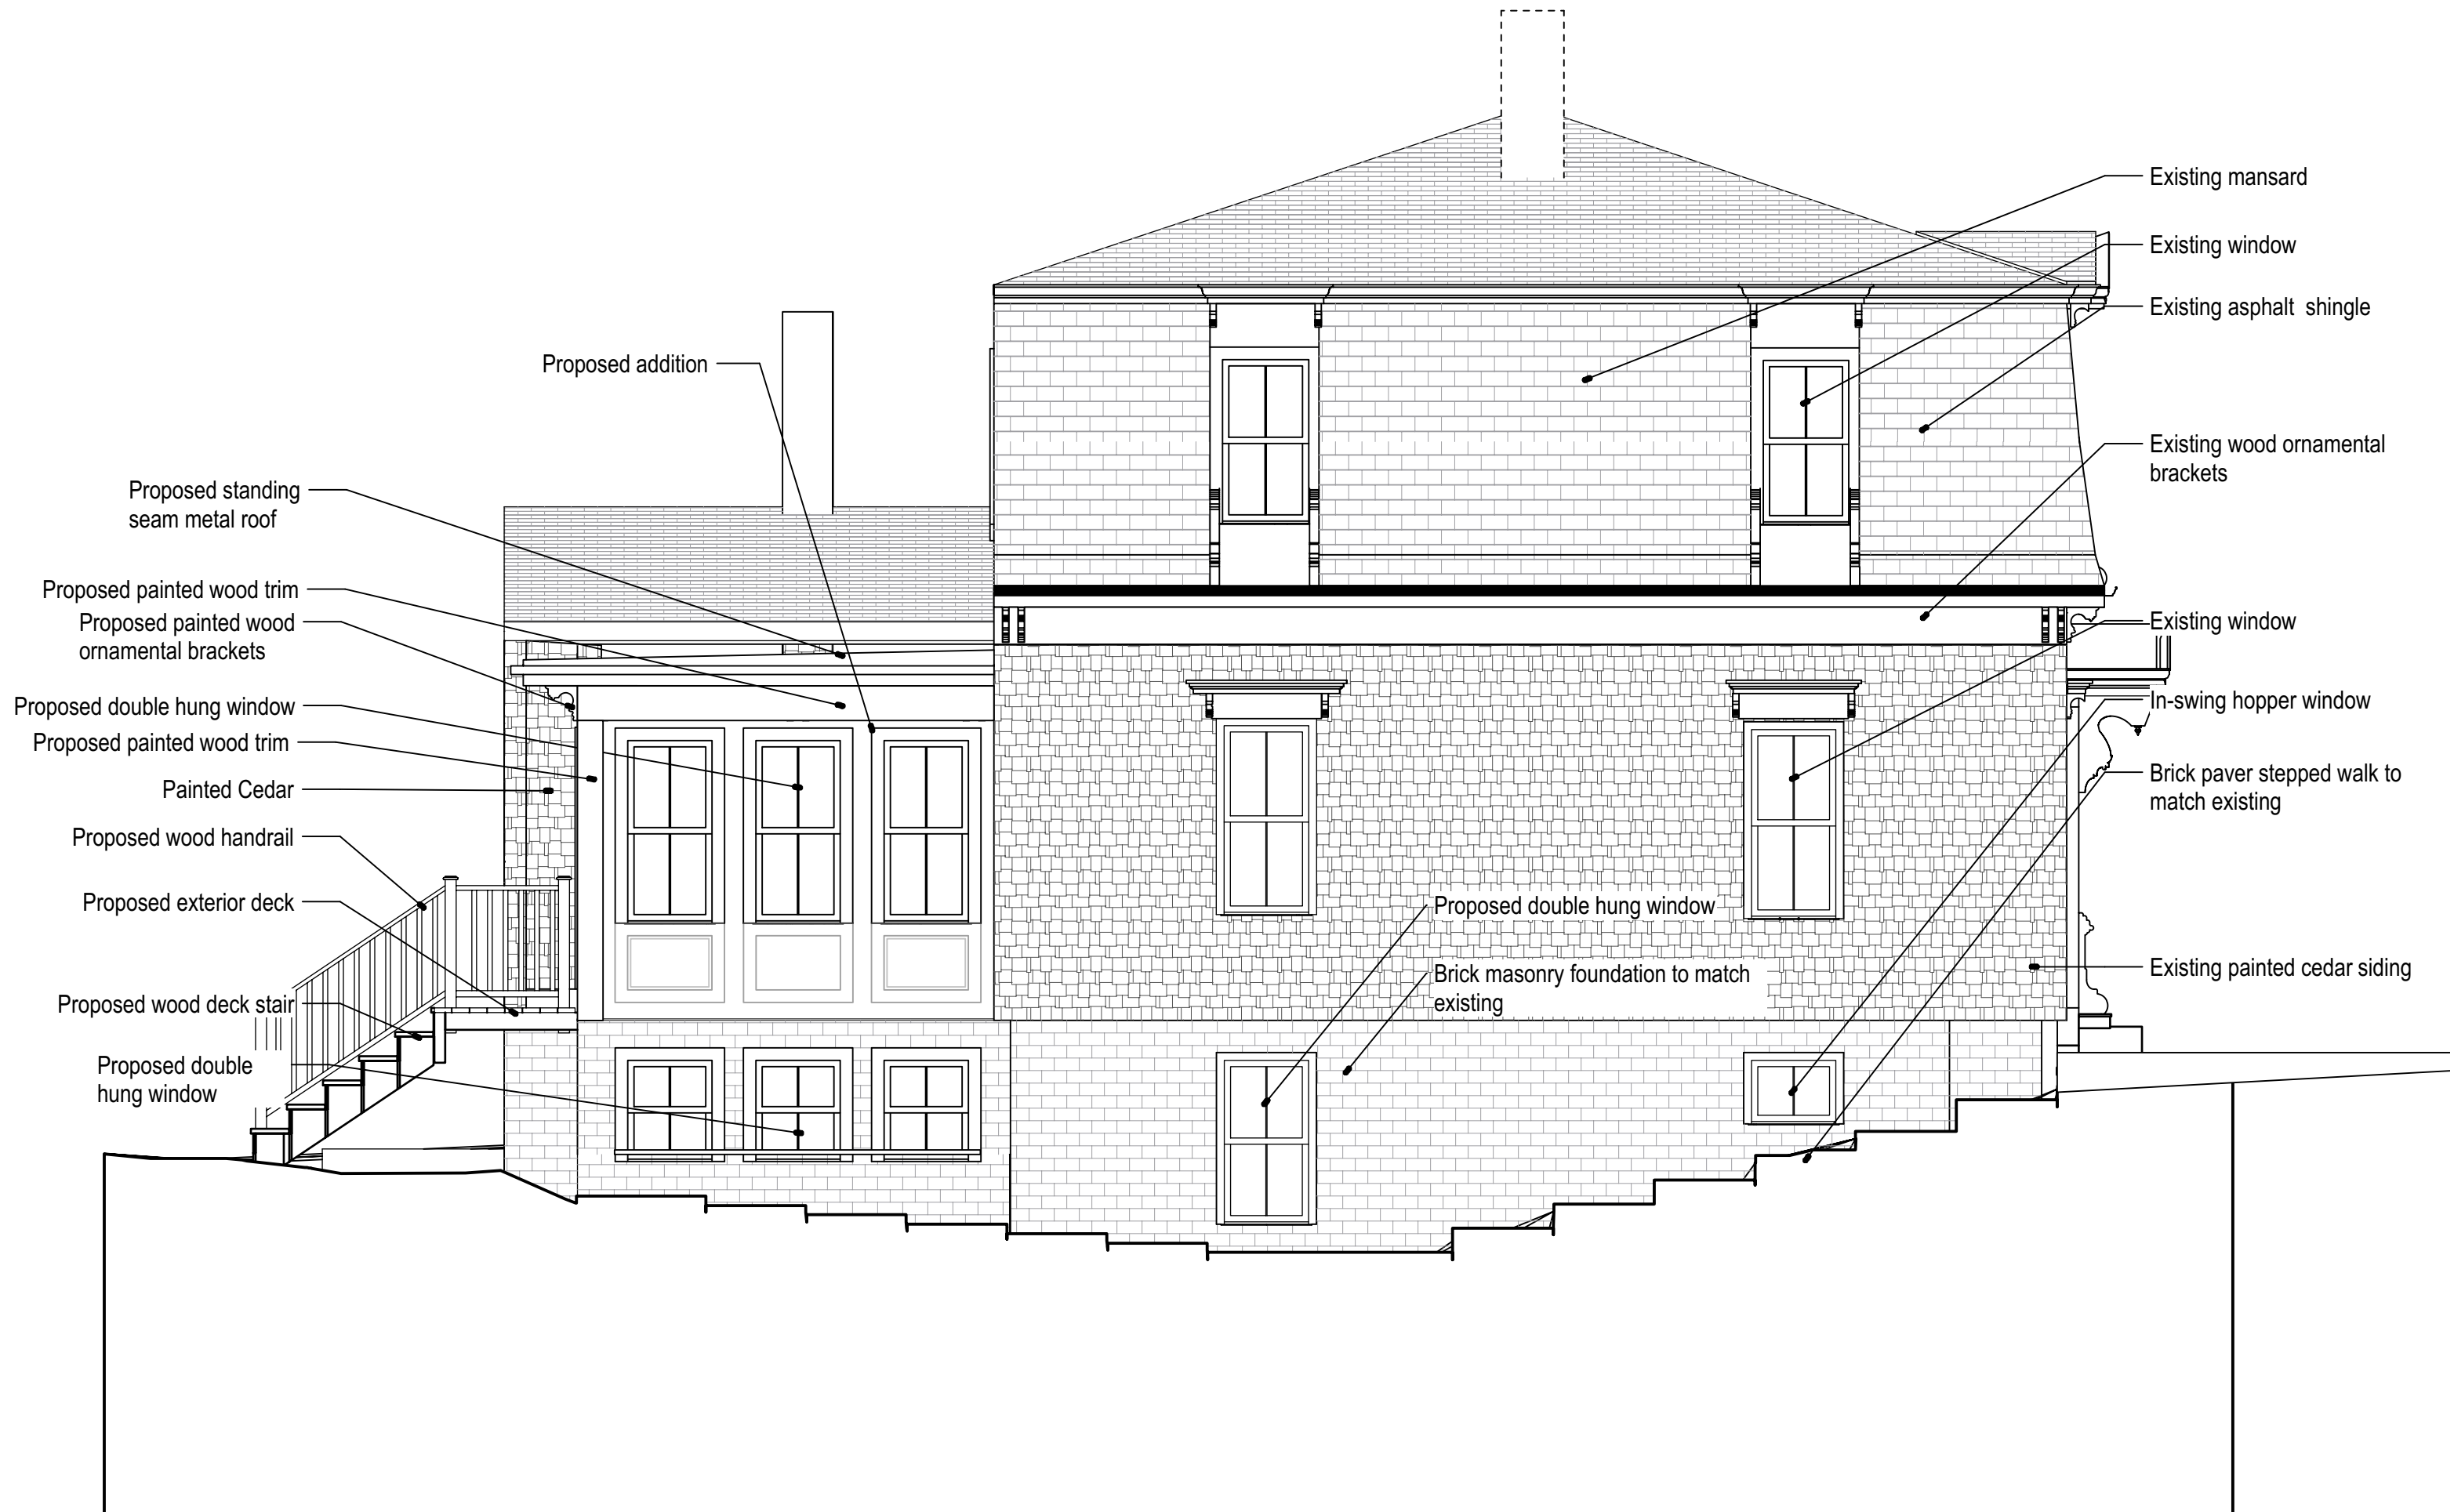 Existing mansard
Existing window
Existing asphalt shingle
Proposed addition
Existing wood ornamental
brackets
Proposed standing
seam metal roof
Proposed painted wood trim
Proposed painted wood
ornamental brackets
Existing window
Proposed double hung window
In-swing hopper window
Proposed painted wood trim
Brick paver stepped walk to
match existing
Painted Cedar
Proposed wood handrail
Proposed exterior deck
Proposed double hung window
Brick masonry foundation to match
existing
Existing painted cedar siding
Proposed wood deck stair
Proposed double
hung window